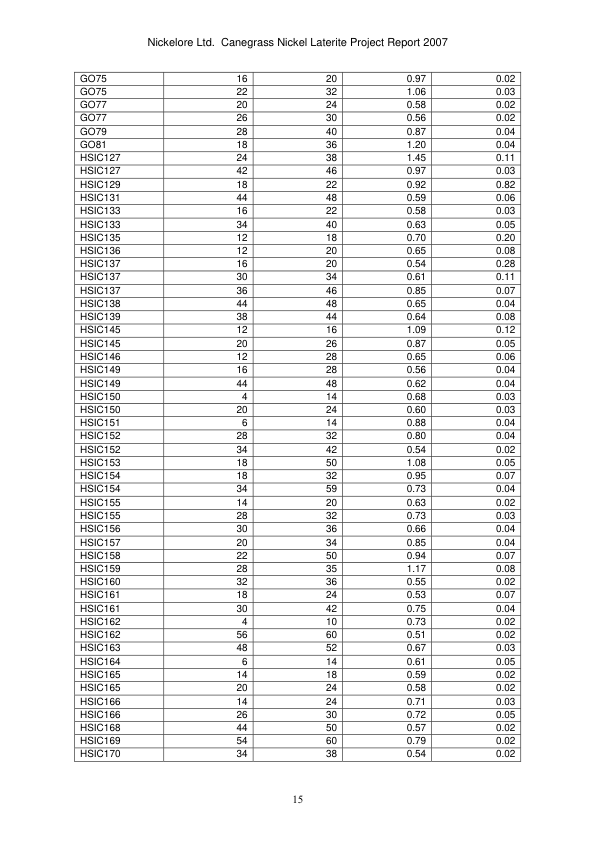 Nickelore Ltd.  Canegrass Nickel Laterite Project Report 2007
GO75 16 20 0.97 0.02
GO75 22 32 1.06 0.03
GO77 20 24 0.58 0.02
GO77 26 30 0.56 0.02
GO79 28 40 0.87 0.04
GO81 18 36 1.20 0.04
HSIC127 24 38 1.45 0.11
HSIC127 42 46 0.97 0.03
HSIC129 18 22 0.92 0.82
HSIC131 44 48 0.59 0.06
HSIC133 16 22 0.58 0.03
HSIC133 34 40 0.63 0.05
HSIC135 12 18 0.70 0.20
HSIC136 12 20 0.65 0.08
HSIC137 16 20 0.54 0.28
HSIC137 30 34 0.61 0.11
HSIC137 36 46 0.85 0.07
HSIC138 44 48 0.65 0.04
HSIC139 38 44 0.64 0.08
HSIC145 12 16 1.09 0.12
HSIC145 20 26 0.87 0.05
HSIC146 12 28 0.65 0.06
HSIC149 16 28 0.56 0.04
HSIC149 44 48 0.62 0.04
HSIC150 4 14 0.68 0.03
HSIC150 20 24 0.60 0.03
HSIC151 6 14 0.88 0.04
HSIC152 28 32 0.80 0.04
HSIC152 34 42 0.54 0.02
HSIC153 18 50 1.08 0.05
HSIC154 18 32 0.95 0.07
HSIC154 34 59 0.73 0.04
HSIC155 14 20 0.63 0.02
HSIC155 28 32 0.73 0.03
HSIC156 30 36 0.66 0.04
HSIC157 20 34 0.85 0.04
HSIC158 22 50 0.94 0.07
HSIC159 28 35 1.17 0.08
HSIC160 32 36 0.55 0.02
HSIC161 18 24 0.53 0.07
HSIC161 30 42 0.75 0.04
HSIC162 4 10 0.73 0.02
HSIC162 56 60 0.51 0.02
HSIC163 48 52 0.67 0.03
HSIC164 6 14 0.61 0.05
HSIC165 14 18 0.59 0.02
HSIC165 20 24 0.58 0.02
HSIC166 14 24 0.71 0.03
HSIC166 26 30 0.72 0.05
HSIC168 44 50 0.57 0.02
HSIC169 54 60 0.79 0.02
HSIC170 34 38 0.54 0.02
15